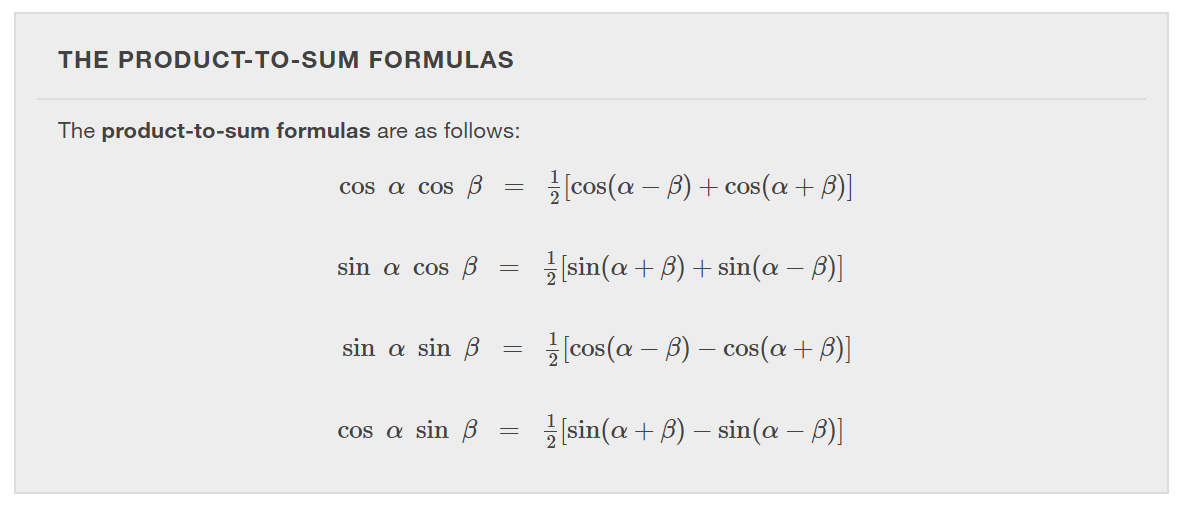 THE PRODUCT-TO-SUM FORMULAS
The product-to-sum formulas are as follows:
cos α cos β = ½[cos(α − β) + cos(α + β)]
sin α cos β = ½[sin(α + β) + sin(α − β)]
sin α sin β = ½[cos(α − β) − cos(α + β)]
cos α sin β = ½[sin(α + β) − sin(α − β)]